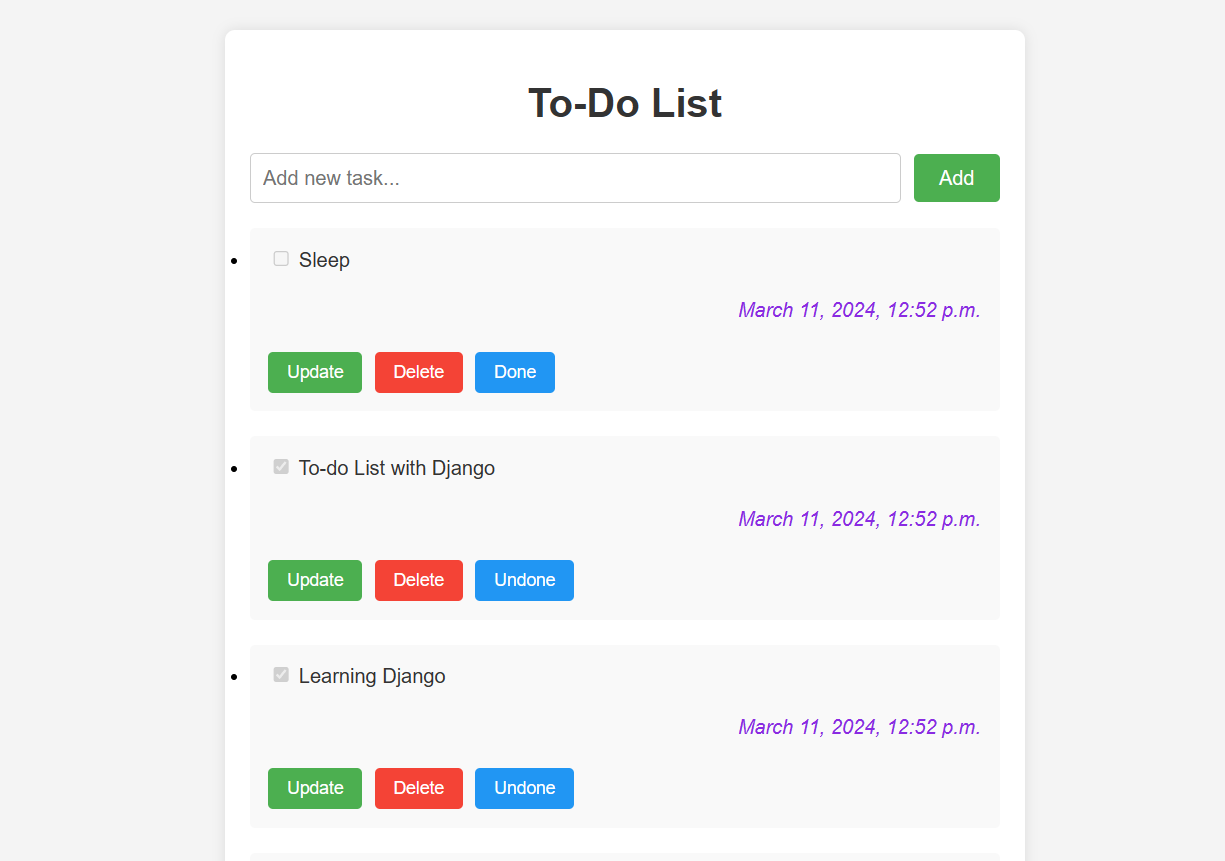 To-Do List
Add new task... Add
Sleep
March 11, 2024, 12:52 p.m.
Update Delete Done
To-do List with Django
March 11, 2024, 12:52 p.m.
Update Delete Undone
Learning Django
March 11, 2024, 12:52 p.m.
Update Delete Undone